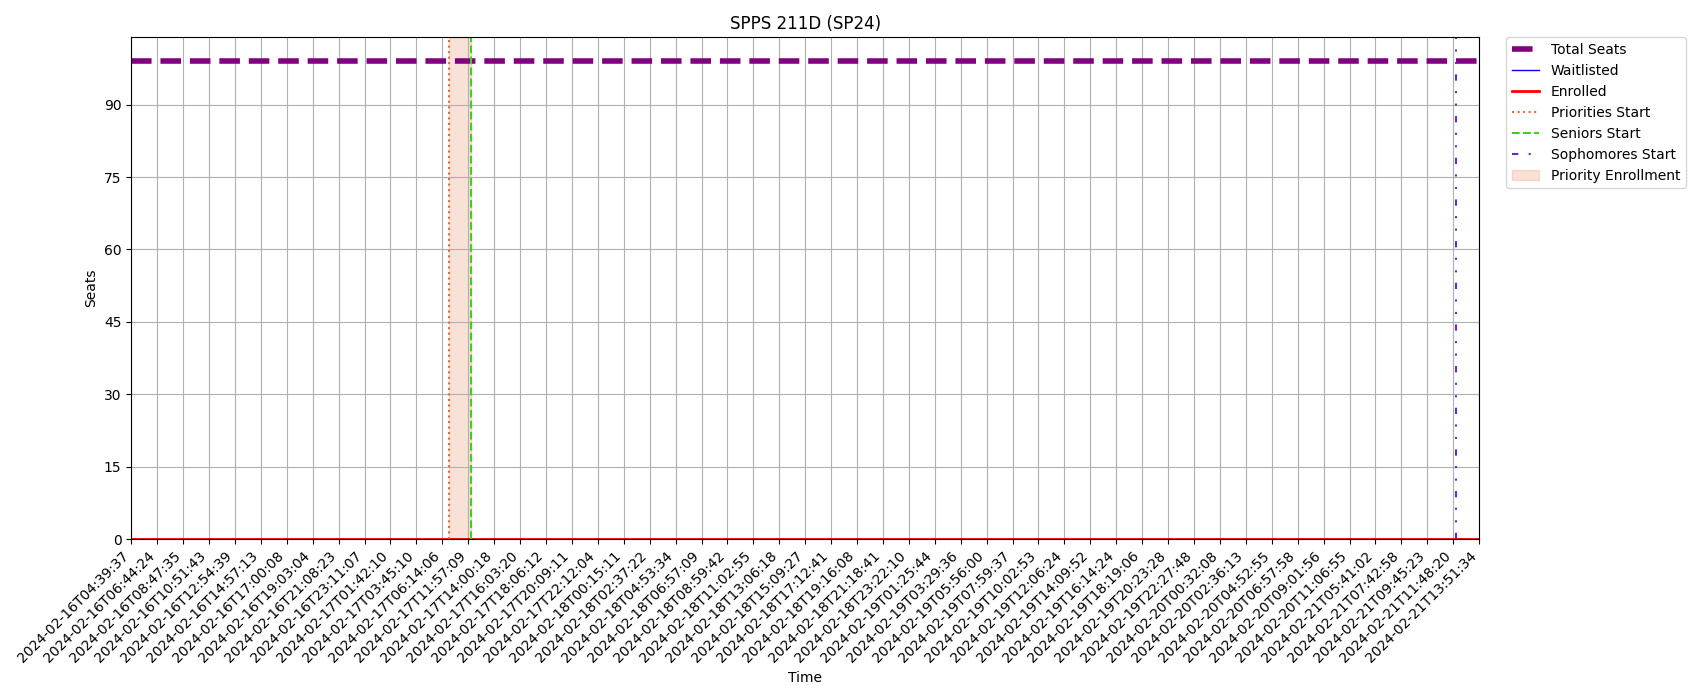 SPPS 211D (SP24)
Total Seats
Waitlisted
Enrolled
Priorities Start
Seniors Start
Sophomores Start
Priority Enrollment
Seats
90
75
60
45
30
15
0
2024-02-16T04:39:37
2024-02-16T06:44:24
2024-02-16T08:47:35
2024-02-16T10:51:43
2024-02-16T12:54:39
2024-02-16T14:57:13
2024-02-16T17:00:08
2024-02-16T19:03:04
2024-02-16T21:08:23
2024-02-16T23:11:07
2024-02-17T01:42:10
2024-02-17T03:45:10
2024-02-17T06:14:06
2024-02-17T11:57:09
2024-02-17T14:00:18
2024-02-17T16:03:20
2024-02-17T18:06:12
2024-02-17T20:09:11
2024-02-17T22:12:04
2024-02-18T00:15:11
2024-02-18T02:37:22
2024-02-18T04:53:34
2024-02-18T06:57:09
2024-02-18T08:59:42
2024-02-18T11:02:55
2024-02-18T13:06:18
2024-02-18T15:09:27
2024-02-18T17:12:41
2024-02-18T19:16:08
2024-02-18T21:18:41
2024-02-18T23:22:10
2024-02-19T01:25:44
2024-02-19T03:29:36
2024-02-19T05:56:00
2024-02-19T07:59:37
2024-02-19T10:02:53
2024-02-19T12:06:24
2024-02-19T14:09:52
2024-02-19T16:14:24
2024-02-19T18:19:06
2024-02-19T20:23:28
2024-02-19T22:27:48
2024-02-20T00:32:08
2024-02-20T02:36:13
2024-02-20T04:52:55
2024-02-20T06:57:58
2024-02-20T09:01:56
2024-02-20T11:06:55
2024-02-21T05:41:02
2024-02-21T07:42:58
2024-02-21T09:45:23
2024-02-21T11:48:20
2024-02-21T13:51:34
Time